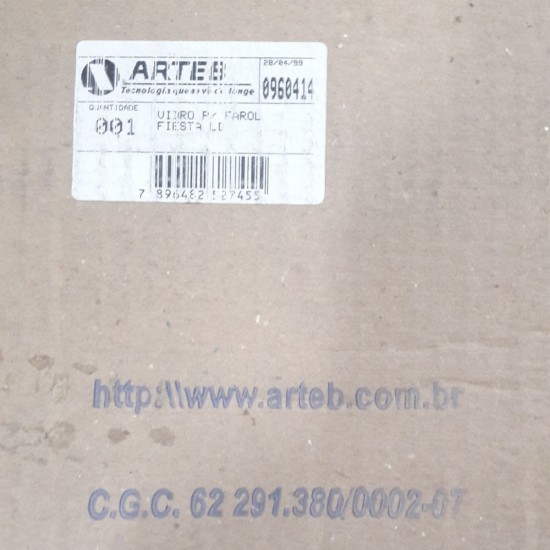 ARTEB
28/04/99
Tecnologia que se vê de longe
0960414
QUANTIDADE
001
VIDRO P/ FAROL
FIESTA LD
7 896482 527455
http:\\www.arteb.com.br
C.G.C. 62 291.380/0002-07